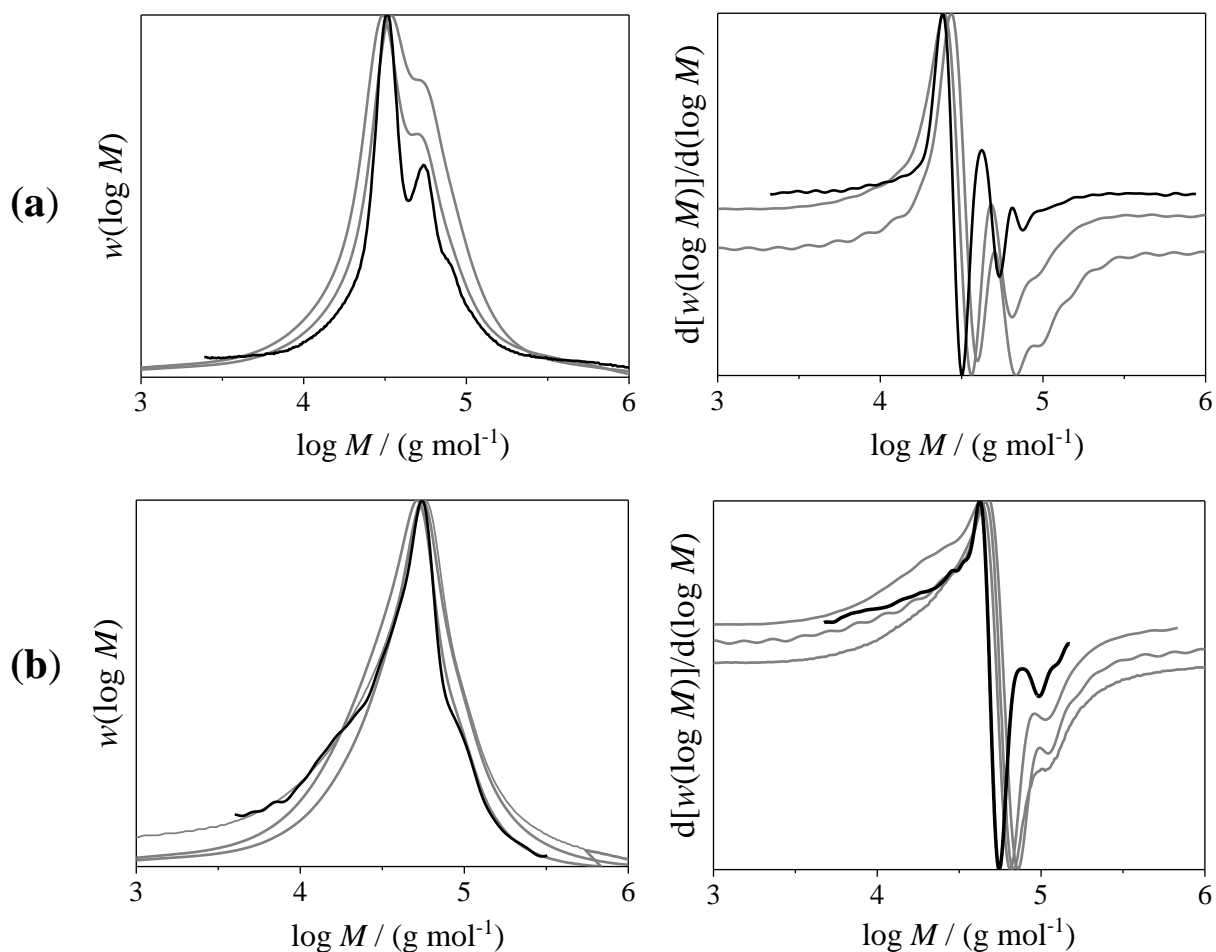 (a)
w(log M)
3 4 5 6
log M / (g mol-1)
d[w(log M)]/d(log M)
3 4 5 6
log M / (g mol-1)
(b)
w(log M)
3 4 5 6
log M / (g mol-1)
d[w(log M)]/d(log M)
3 4 5 6
log M / (g mol-1)